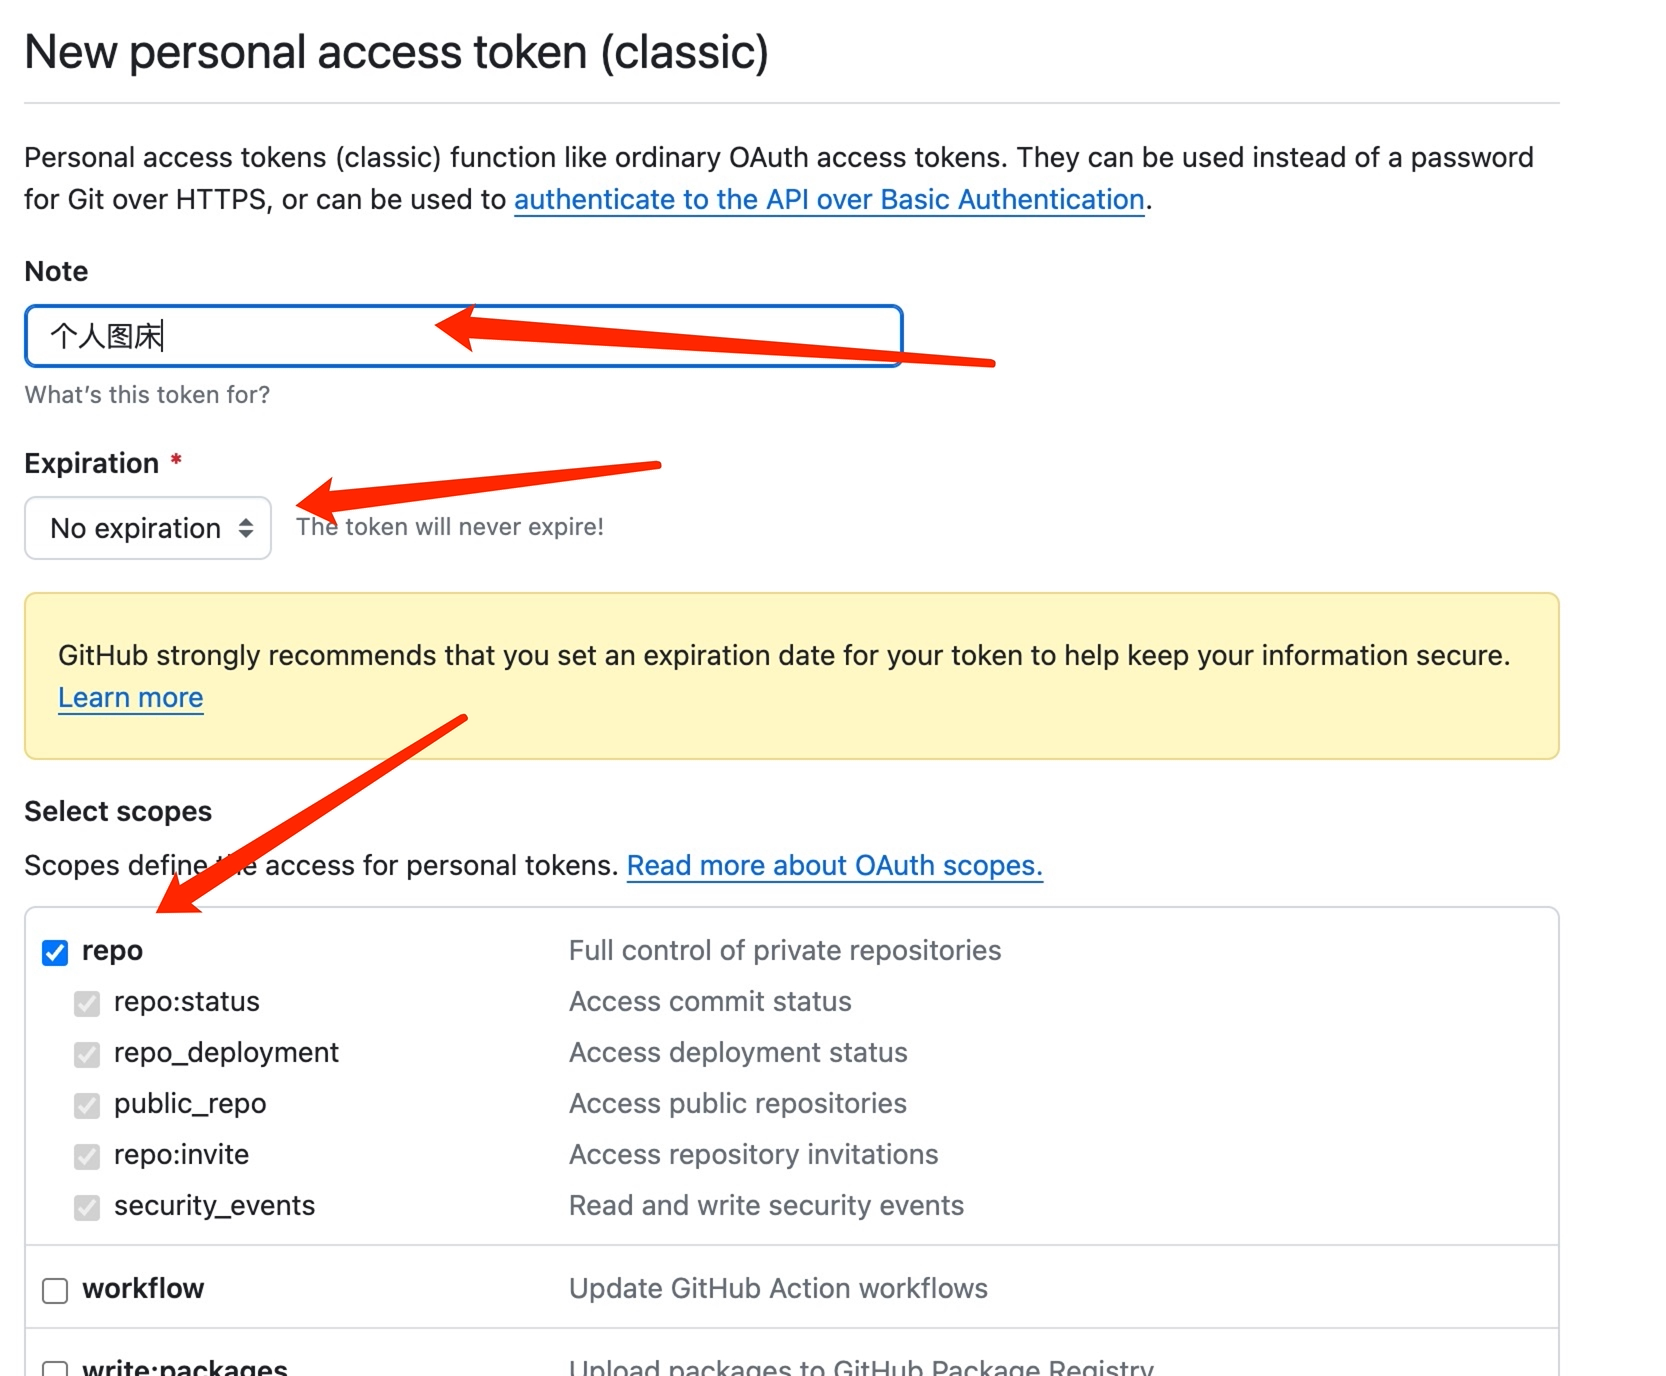 New personal access token (classic)
Personal access tokens (classic) function like ordinary OAuth access tokens. They can be used instead of a password
for Git over HTTPS, or can be used to authenticate to the API over Basic Authentication.
Note
个人图床
What's this token for?
Expiration *
No expiration The token will never expire!
GitHub strongly recommends that you set an expiration date for your token to help keep your information secure.
Learn more
Select scopes
Scopes define the access for personal tokens. Read more about OAuth scopes.
repo Full control of private repositories
repo:status Access commit status
repo_deployment Access deployment status
public_repo Access public repositories
repo:invite Access repository invitations
security_events Read and write security events
workflow Update GitHub Action workflows
write:packages Upload packages to GitHub Package Registry